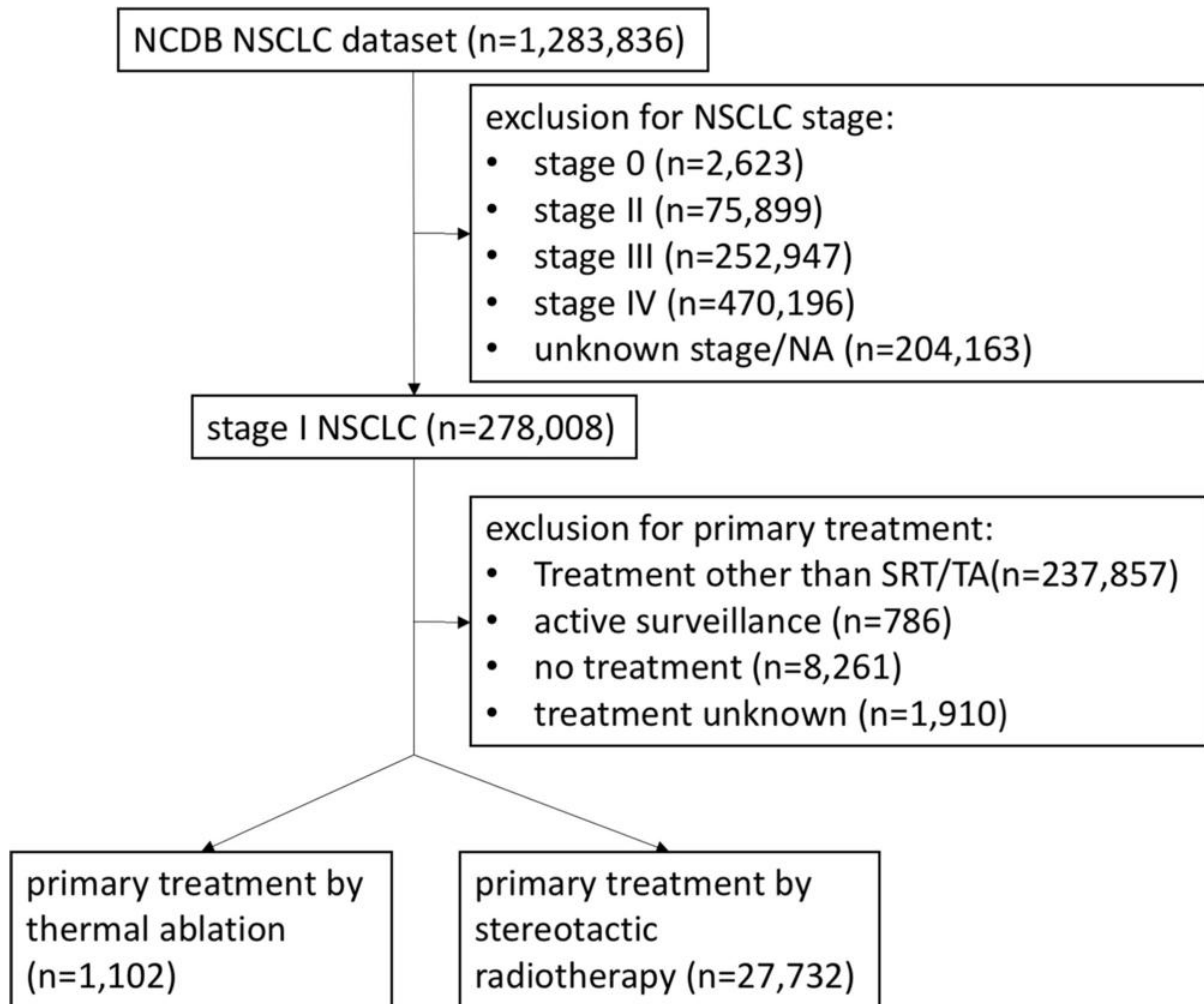 NCDB NSCLC dataset (n=1,283,836)
exclusion for NSCLC stage:
• stage 0 (n=2,623)
• stage II (n=75,899)
• stage III (n=252,947)
• stage IV (n=470,196)
• unknown stage/NA (n=204,163)
stage I NSCLC (n=278,008)
exclusion for primary treatment:
• Treatment other than SRT/TA(n=237,857)
• active surveillance (n=786)
• no treatment (n=8,261)
• treatment unknown (n=1,910)
primary treatment by
thermal ablation
(n=1,102)
primary treatment by
stereotactic
radiotherapy (n=27,732)